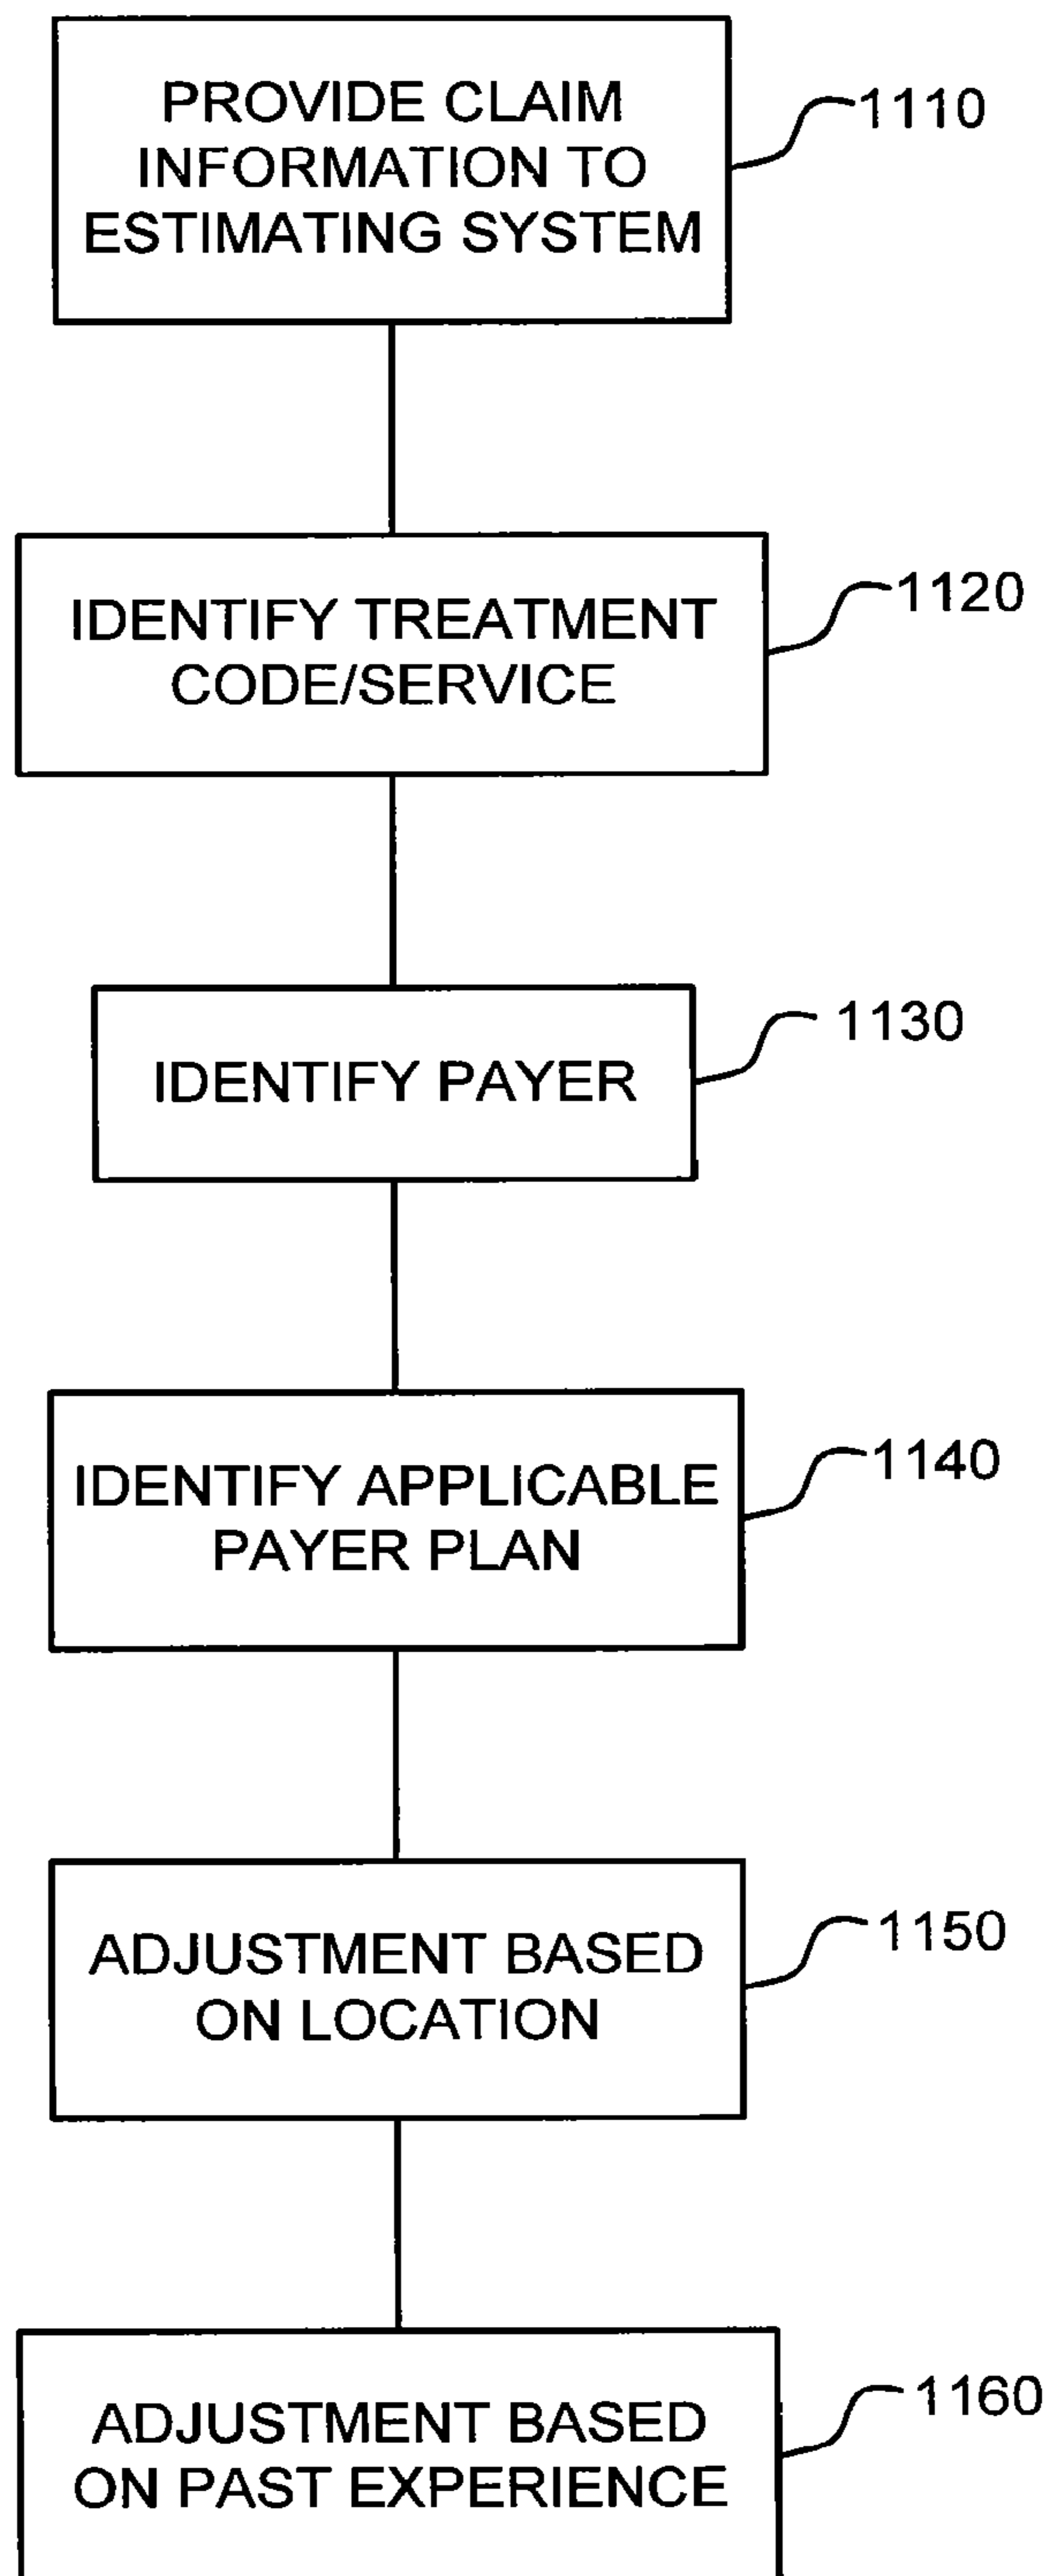 PROVIDE CLAIM
INFORMATION TO
ESTIMATING SYSTEM
1110
IDENTIFY TREATMENT
CODE/SERVICE
1120
IDENTIFY PAYER
1130
IDENTIFY APPLICABLE
PAYER PLAN
1140
ADJUSTMENT BASED
ON LOCATION
1150
ADJUSTMENT BASED
ON PAST EXPERIENCE
1160